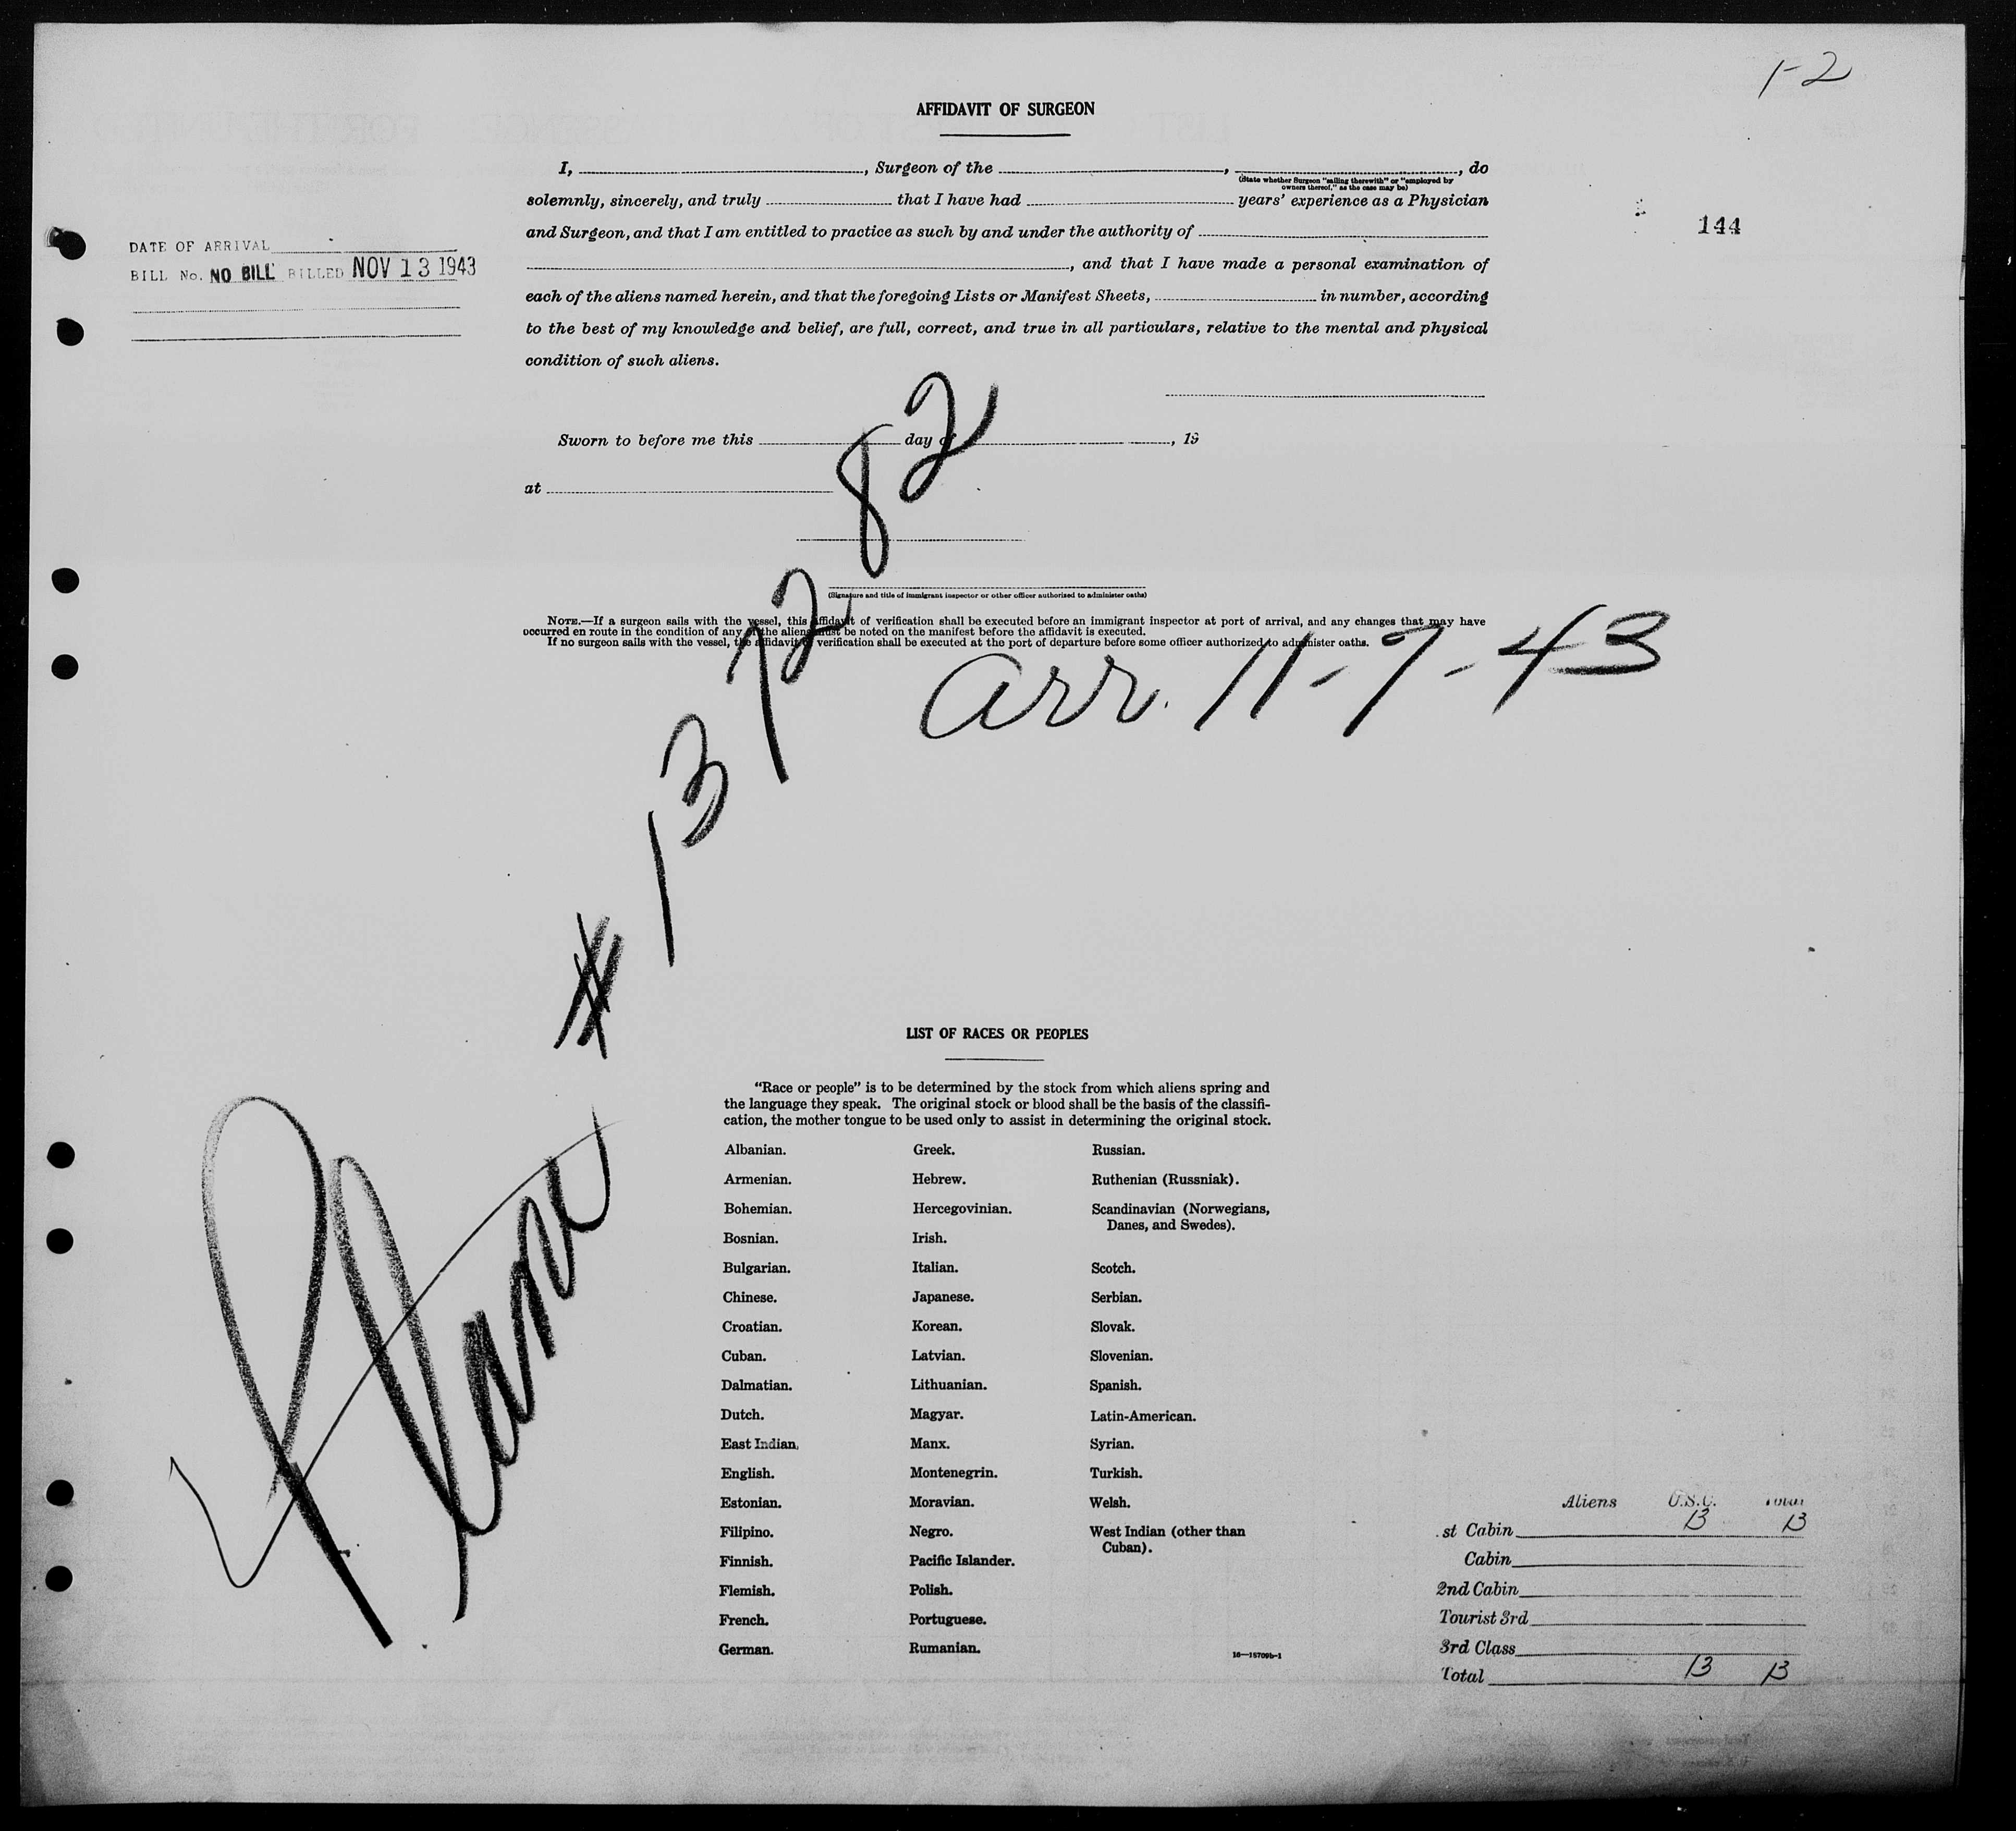 1-2
AFFIDAVIT OF SURGEON
I, , Surgeon of the , , do
(State whether Surgeon "sailing therewith" or "employed by
owners thereof," as the case may be)
solemnly, sincerely, and truly that I have had years' experience as a Physician
144
and Surgeon, and that I am entitled to practice as such by and under the authority of
DATE OF ARRIVAL
BILL No. NO BILL BILLED NOV 13 1943
, and that I have made a personal examination of
each of the aliens named herein, and that the foregoing Lists or Manifest Sheets, in number, according
to the best of my knowledge and belief, are full, correct, and true in all particulars, relative to the mental and physical
condition of such aliens.
Sworn to before me this day of , 19
at
(Signature and title of immigrant inspector or other officer authorized to administer oaths)
NOTE.—If a surgeon sails with the vessel, this affidavit of verification shall be executed before an immigrant inspector at port of arrival, and any changes that may have
occurred en route in the condition of any of the aliens must be noted on the manifest before the affidavit is executed.
If no surgeon sails with the vessel, the affidavit of verification shall be executed at the port of departure before some officer authorized to administer oaths.
arr. 11-7-43
Plane # 137282
LIST OF RACES OR PEOPLES
"Race or people" is to be determined by the stock from which aliens spring and
the language they speak. The original stock or blood shall be the basis of the classifi-
cation, the mother tongue to be used only to assist in determining the original stock.
Albanian.
Armenian.
Bohemian.
Bosnian.
Bulgarian.
Chinese.
Croatian.
Cuban.
Dalmatian.
Dutch.
East Indian.
English.
Estonian.
Filipino.
Finnish.
Flemish.
French.
German.
Greek.
Hebrew.
Hercegovinian.
Irish.
Italian.
Japanese.
Korean.
Latvian.
Lithuanian.
Magyar.
Manx.
Montenegrin.
Moravian.
Negro.
Pacific Islander.
Polish.
Portuguese.
Rumanian.
Russian.
Ruthenian (Russniak).
Scandinavian (Norwegians,
Danes, and Swedes).
Scotch.
Serbian.
Slovak.
Slovenian.
Spanish.
Latin-American.
Syrian.
Turkish.
Welsh.
West Indian (other than
Cuban).
16—15709b-1
Aliens U.S.C. Total
st Cabin 13 13
Cabin
2nd Cabin
Tourist 3rd
3rd Class
Total 13 13